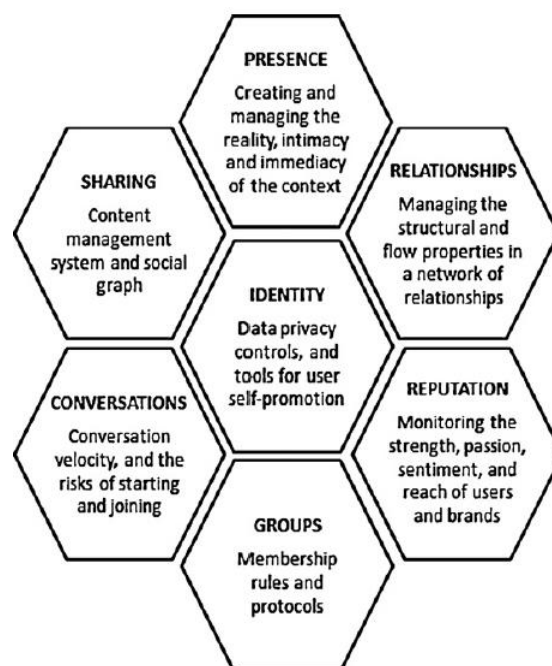 PRESENCE
Creating and
managing the
reality, intimacy
and immediacy
of the context
SHARING
Content
management
system and social
graph
RELATIONSHIPS
Managing the
structural and
flow properties in
a network of
relationships
IDENTITY
Data privacy
controls, and
tools for user
self-promotion
CONVERSATIONS
Conversation
velocity, and the
risks of starting
and joining
REPUTATION
Monitoring the
strength, passion,
sentiment, and
reach of users
and brands
GROUPS
Membership
rules and
protocols